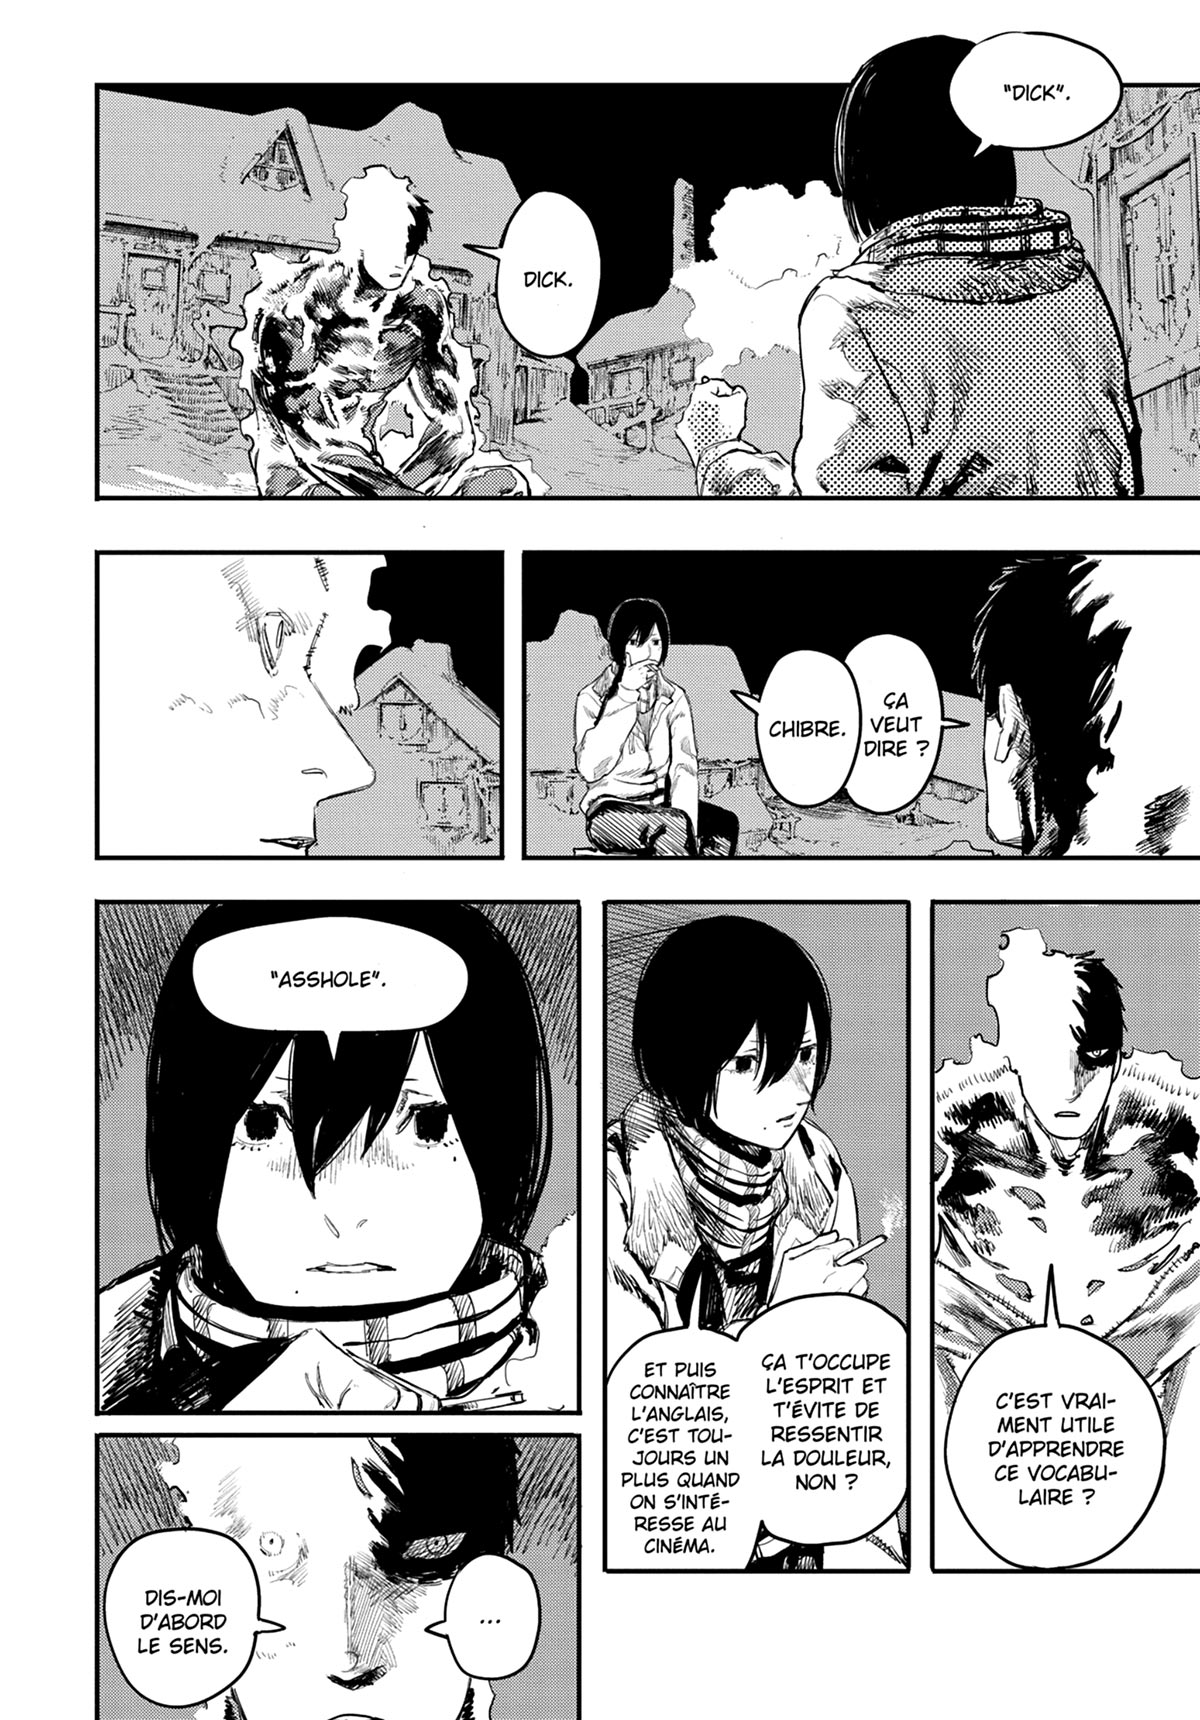 "DICK".
DICK.
ÇA
VEUT
DIRE ?
CHIBRE.
C'EST VRAI-
MENT UTILE
D'APPRENDRE
CE VOCABU-
LAIRE ?
ÇA T'OCCUPE
L'ESPRIT ET
T'ÉVITE DE
RESSENTIR
LA DOULEUR,
NON ?
ET PUIS
CONNAÎTRE
L'ANGLAIS,
C'EST TOU-
JOURS UN
PLUS QUAND
ON S'INTÉ-
RESSE AU
CINÉMA.
"ASSHOLE".
...
DIS-MOI
D'ABORD
LE SENS.